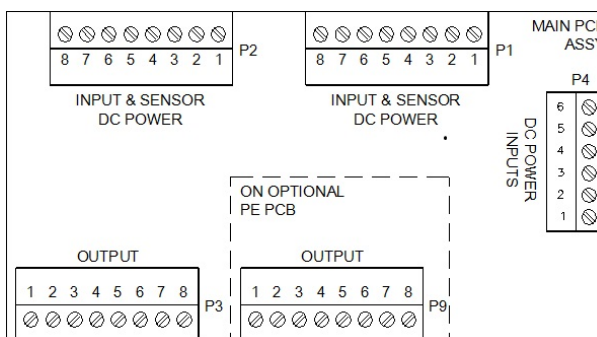 8 7 6 5 4 3 2 1
P2
INPUT & SENSOR
DC POWER
8 7 6 5 4 3 2 1
P1
INPUT & SENSOR
DC POWER
MAIN PC
ASS
P4
6
5
4
3
2
1
DC POWER
INPUTS
ON OPTIONAL
PE PCB
OUTPUT
1 2 3 4 5 6 7 8
P3
OUTPUT
1 2 3 4 5 6 7 8
P9